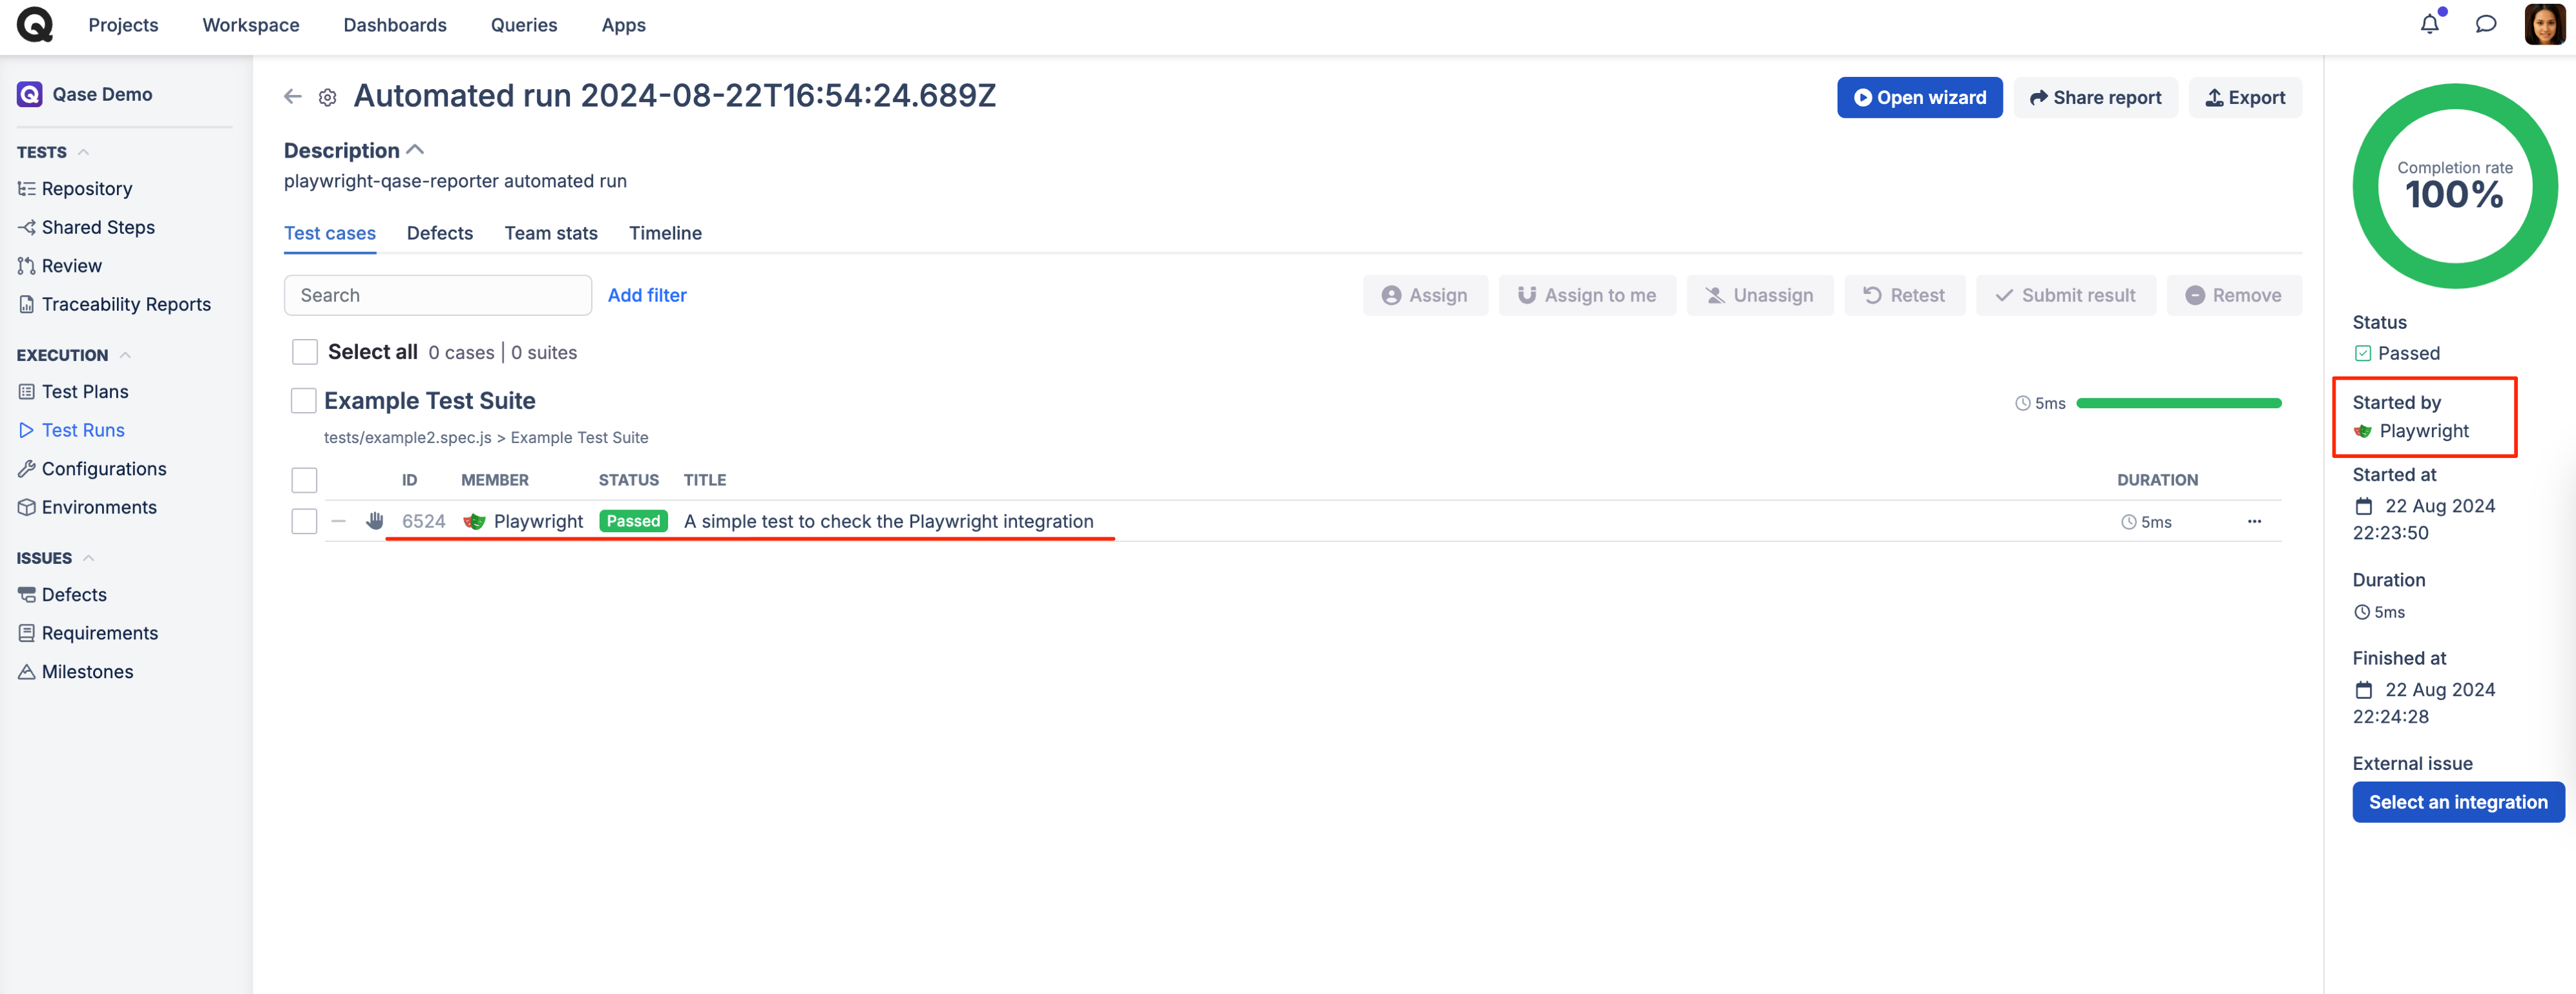 Projects Workspace Dashboards Queries Apps
Qase Demo
TESTS
Repository
Shared Steps
Review
Traceability Reports
EXECUTION
Test Plans
Test Runs
Configurations
Environments
ISSUES
Defects
Requirements
Milestones
Automated run 2024-08-22T16:54:24.689Z
Open wizard Share report Export
Description
playwright-qase-reporter automated run
Test cases Defects Team stats Timeline
Search Add filter Assign Assign to me Unassign Retest Submit result Remove
Select all 0 cases | 0 suites
Example Test Suite 5ms
tests/example2.spec.js > Example Test Suite
ID MEMBER STATUS TITLE DURATION
6524 Playwright Passed A simple test to check the Playwright integration 5ms
Completion rate
100%
Status
Passed
Started by
Playwright
Started at
22 Aug 2024
22:23:50
Duration
5ms
Finished at
22 Aug 2024
22:24:28
External issue
Select an integration